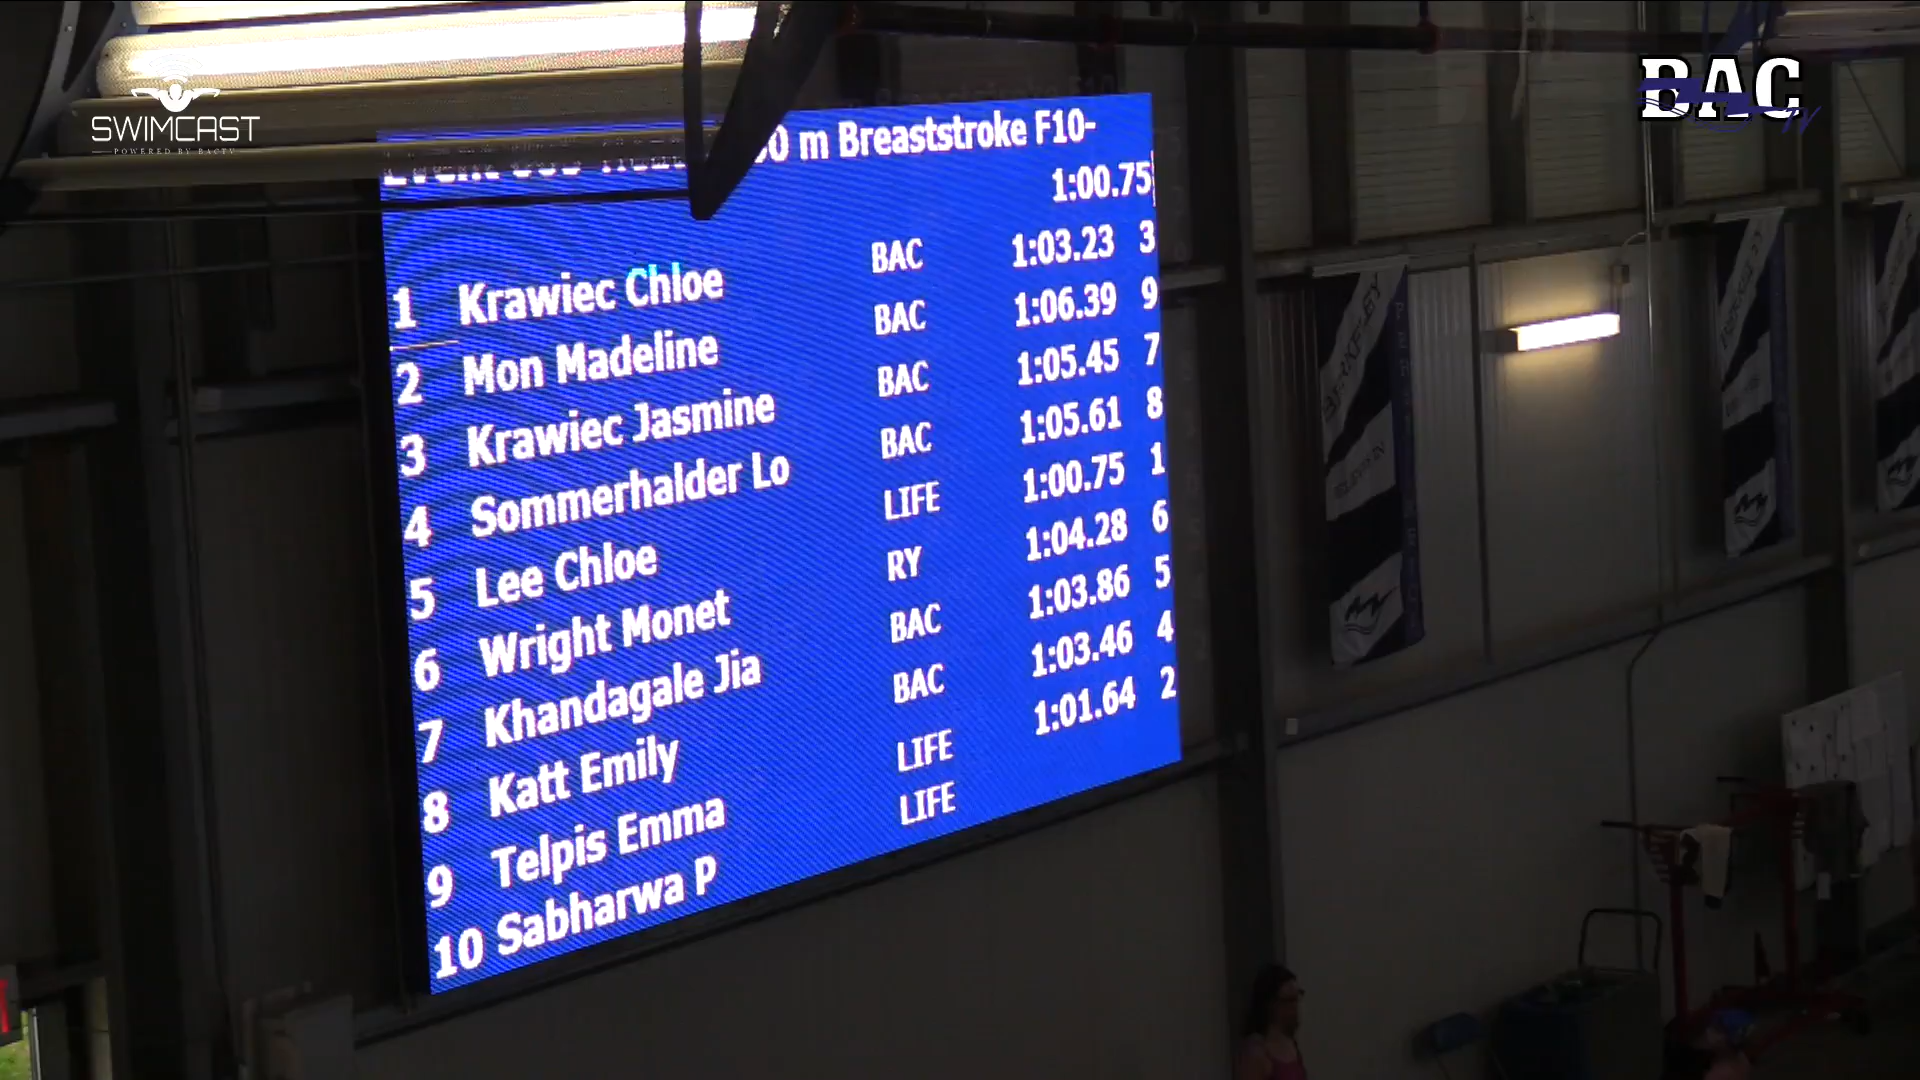 SWIMCAST
POWERED BY BACTV
BAC
TV
m Breaststroke F10-
1:00.75
1 Krawiec Chloe BAC 1:03.23 3
2 Mon Madeline BAC 1:06.39 9
3 Krawiec Jasmine BAC 1:05.45 7
4 Sommerhalder Lo BAC 1:05.61 8
5 Lee Chloe LIFE 1:00.75 1
6 Wright Monet RY 1:04.28 6
7 Khandagale Jia BAC 1:03.86 5
8 Katt Emily BAC 1:03.46 4
9 Telpis Emma LIFE 1:01.64 2
10 Sabharwa P LIFE